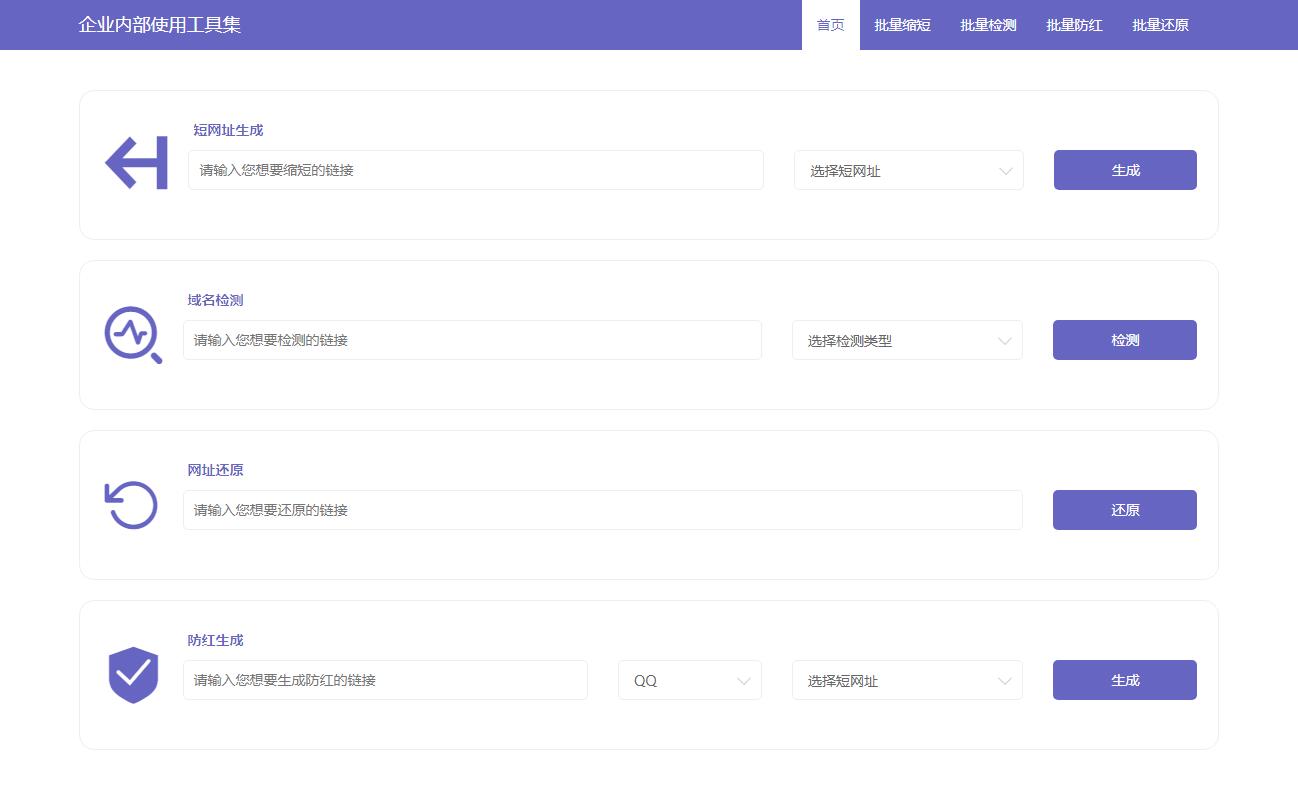 企业内部使用工具集
首页 批量缩短 批量检测 批量防红 批量还原
短网址生成
请输入您想要缩短的链接 选择短网址 生成
域名检测
请输入您想要检测的链接 选择检测类型 检测
网址还原
请输入您想要还原的链接 还原
防红生成
请输入您想要生成防红的链接 QQ 选择短网址 生成